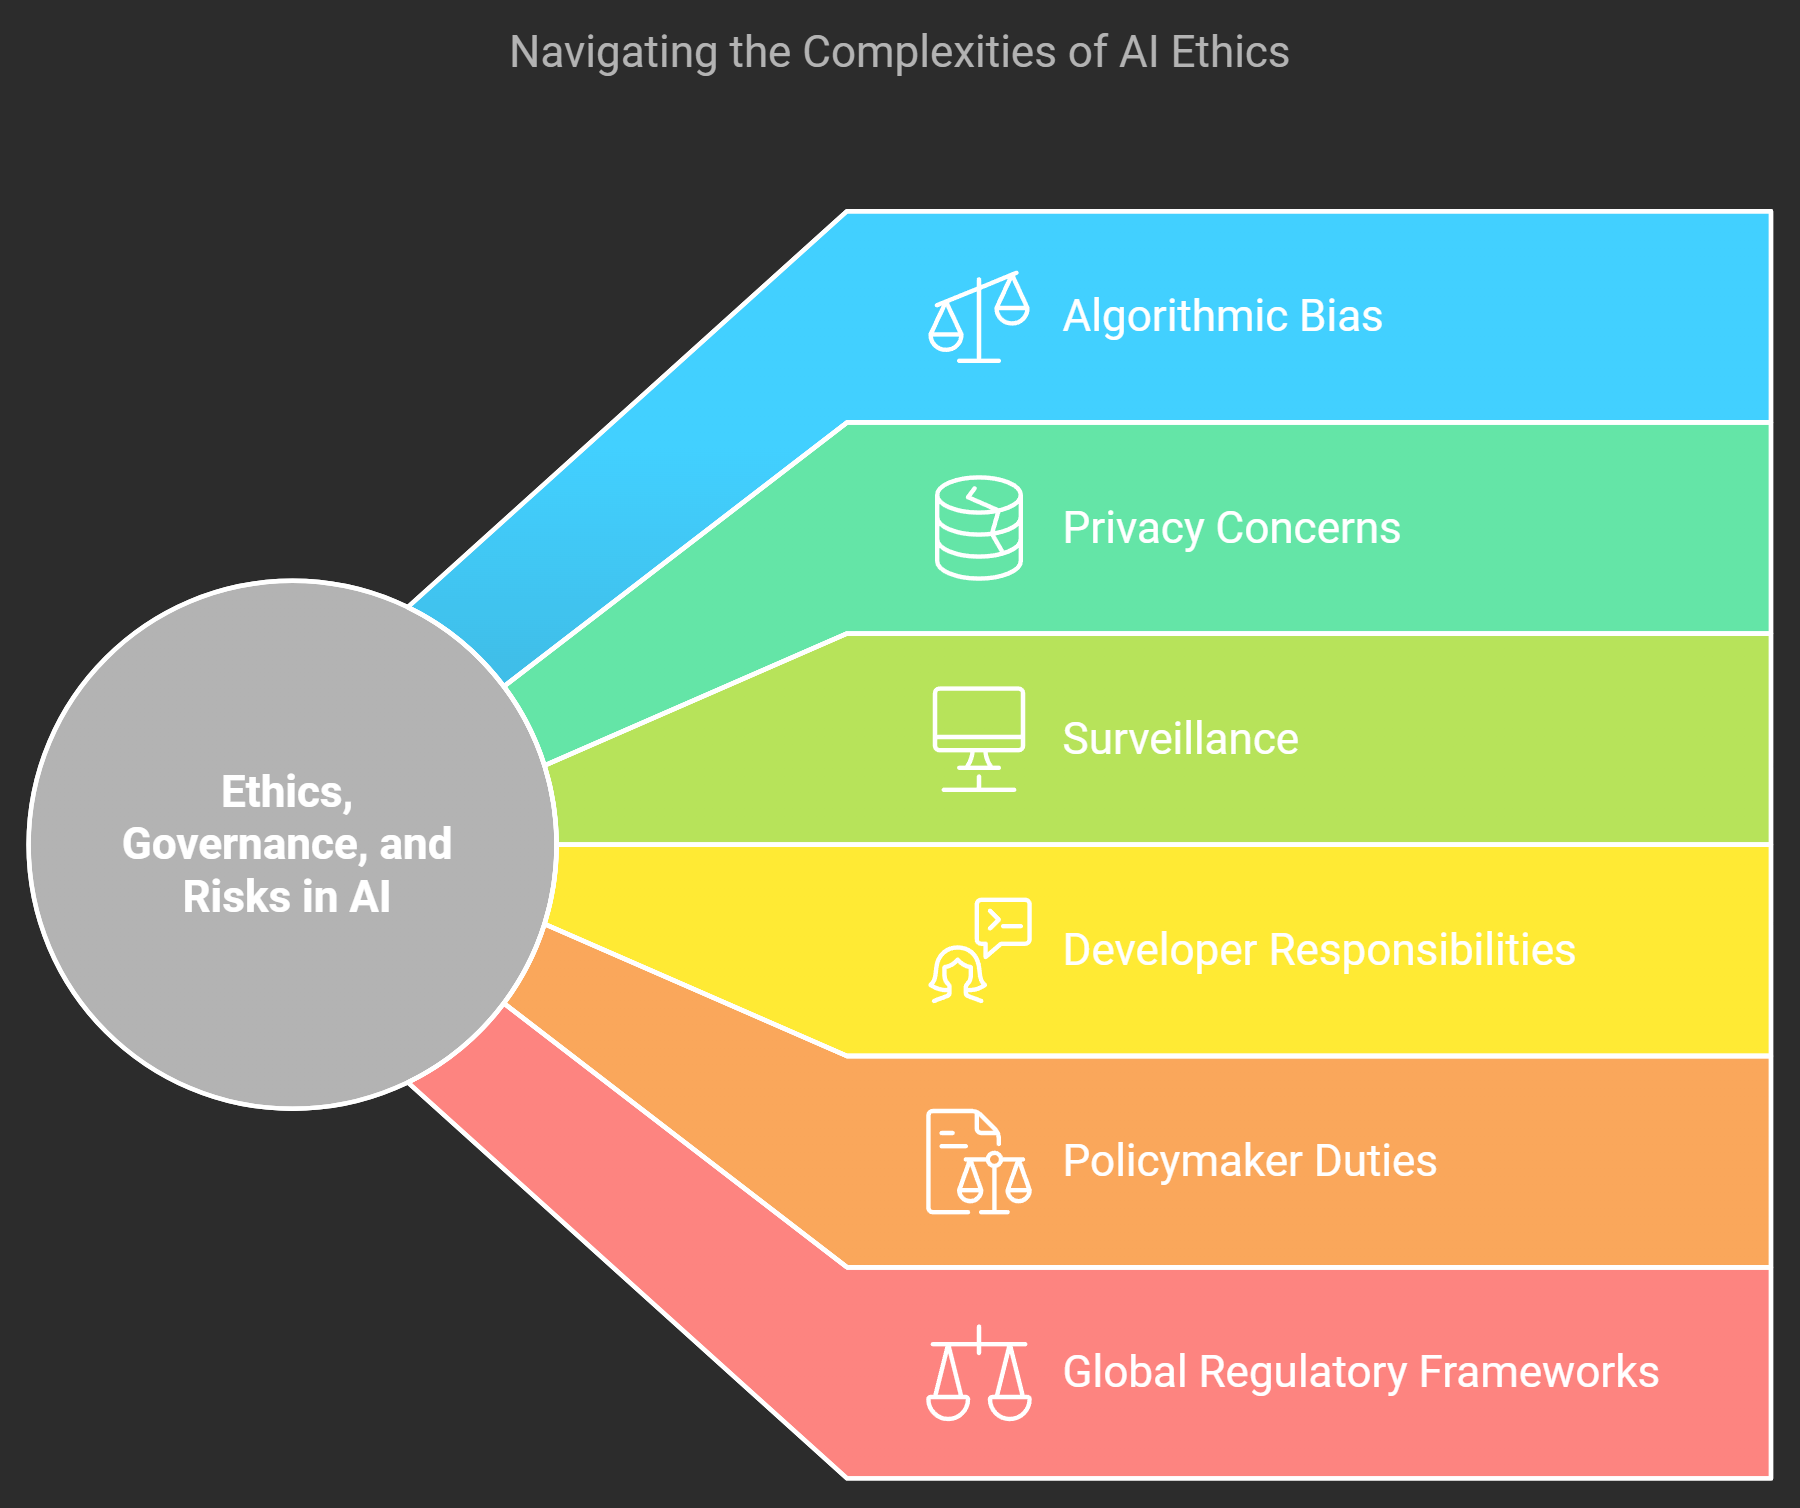 Navigating the Complexities of AI Ethics
Algorithmic Bias
Privacy Concerns
Surveillance
Ethics,
Governance, and
Risks in AI
Developer Responsibilities
Policymaker Duties
Global Regulatory Frameworks